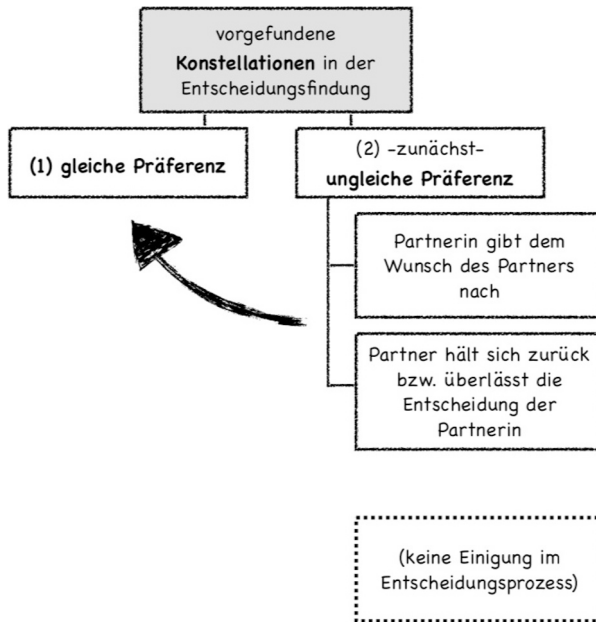 vorgefundene
Konstellationen in der
Entscheidungsfindung
(1) gleiche Präferenz
(2) -zunächst-
ungleiche Präferenz
Partnerin gibt dem
Wunsch des Partners
nach
Partner hält sich zurück
bzw. überlässt die
Entscheidung der
Partnerin
(keine Einigung im
Entscheidungsprozess)